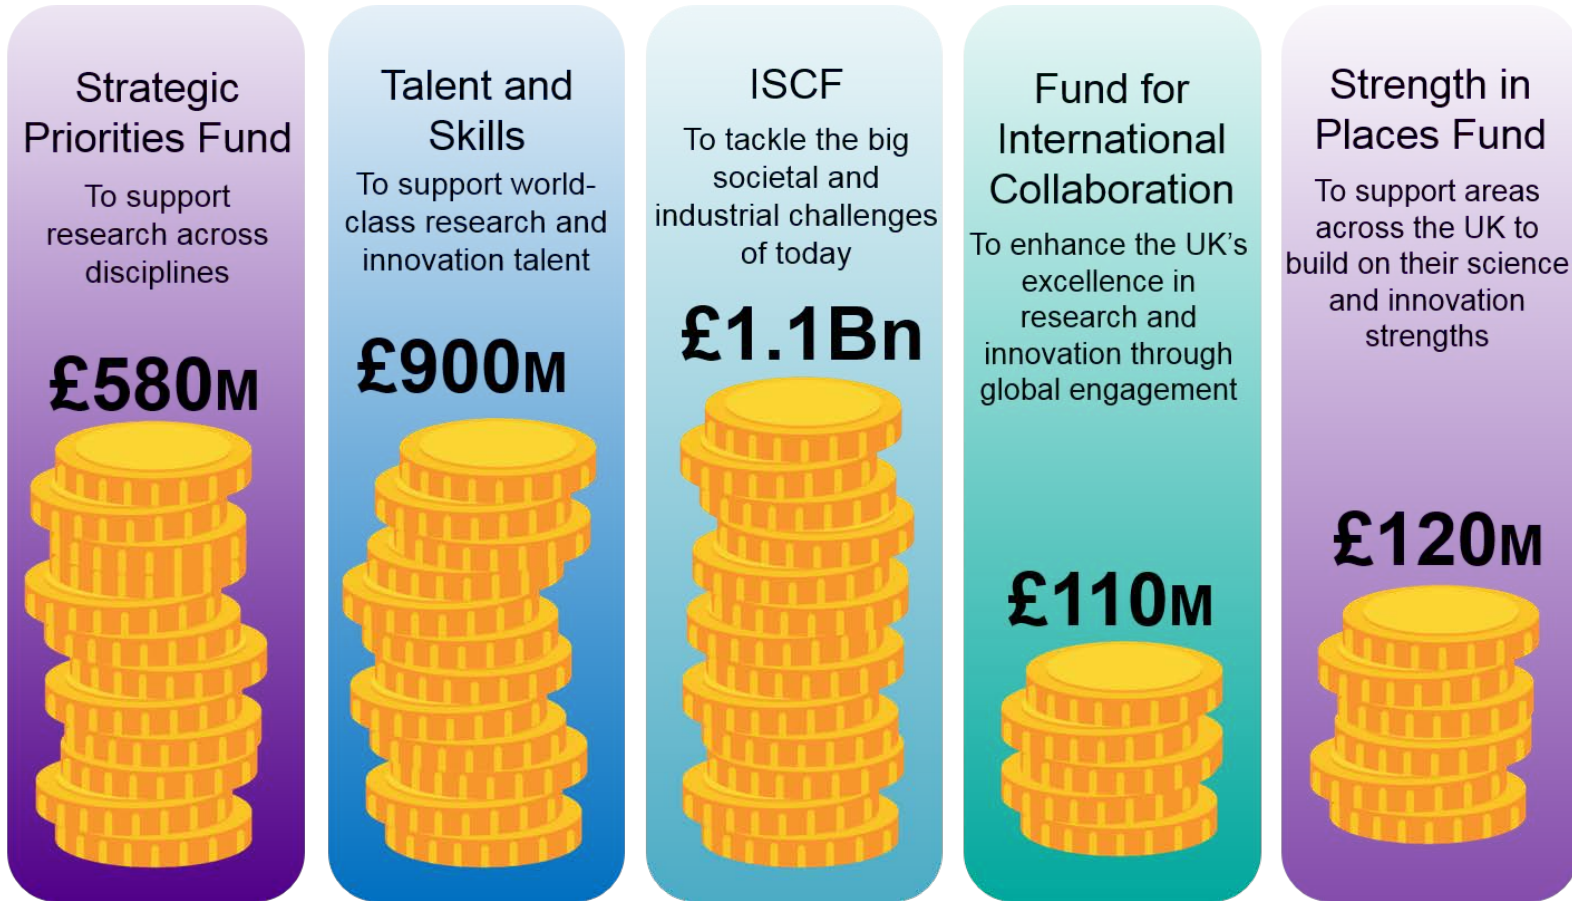 Strategic
Priorities Fund
To support
research across
disciplines
£580M
Talent and
Skills
To support world-
class research and
innovation talent
£900M
ISCF
To tackle the big
societal and
industrial challenges
of today
£1.1Bn
Fund for
International
Collaboration
To enhance the UK’s
excellence in
research and
innovation through
global engagement
£110M
Strength in
Places Fund
To support areas
across the UK to
build on their science
and innovation
strengths
£120M